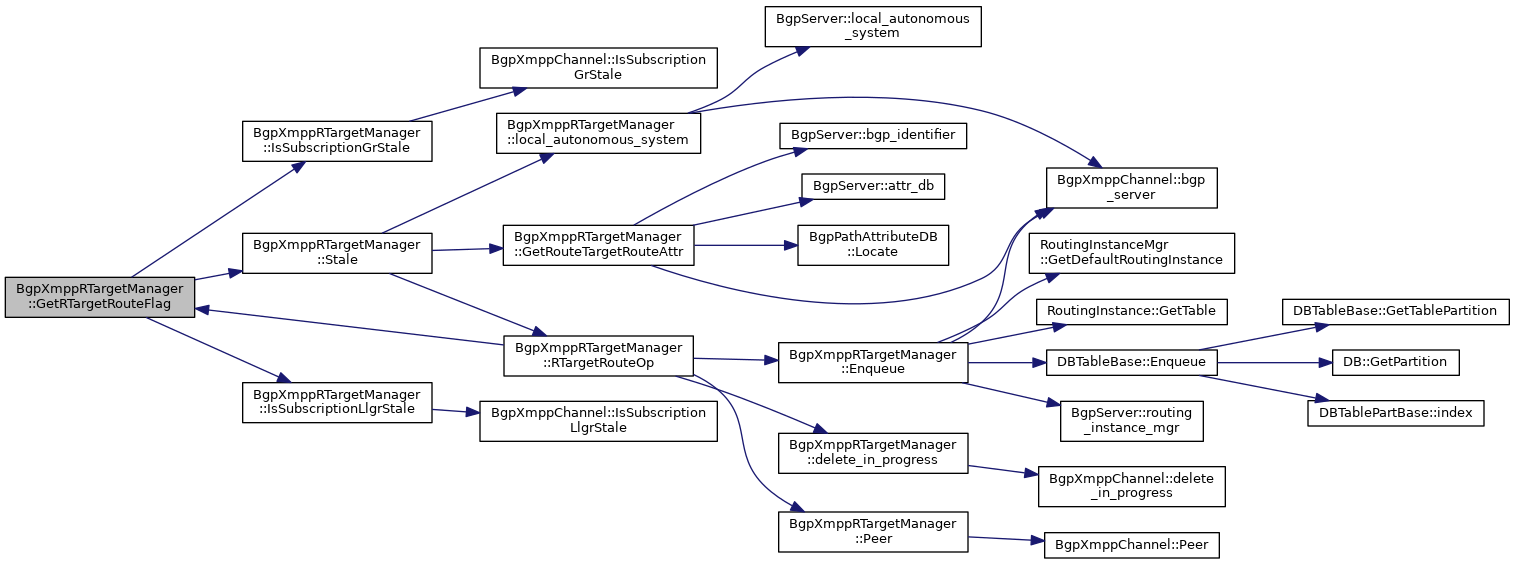 BgpServer::local_autonomous
_system
BgpXmppChannel::IsSubscription
GrStale
BgpXmppRTargetManager
::IsSubscriptionGrStale
BgpXmppRTargetManager
::local_autonomous_system
BgpServer::bgp_identifier
BgpServer::attr_db
BgpXmppChannel::bgp
_server
BgpXmppRTargetManager
::Stale
BgpXmppRTargetManager
::GetRouteTargetRouteAttr
BgpPathAttributeDB
::Locate
RoutingInstanceMgr
::GetDefaultRoutingInstance
BgpXmppRTargetManager
::GetRTargetRouteFlag
RoutingInstance::GetTable
DBTableBase::GetTablePartition
BgpXmppRTargetManager
::RTargetRouteOp
BgpXmppRTargetManager
::Enqueue
DBTableBase::Enqueue
DB::GetPartition
BgpXmppRTargetManager
::IsSubscriptionLlgrStale
BgpXmppChannel::IsSubscription
LlgrStale
BgpServer::routing
_instance_mgr
DBTablePartBase::index
BgpXmppRTargetManager
::delete_in_progress
BgpXmppChannel::delete
_in_progress
BgpXmppRTargetManager
::Peer
BgpXmppChannel::Peer